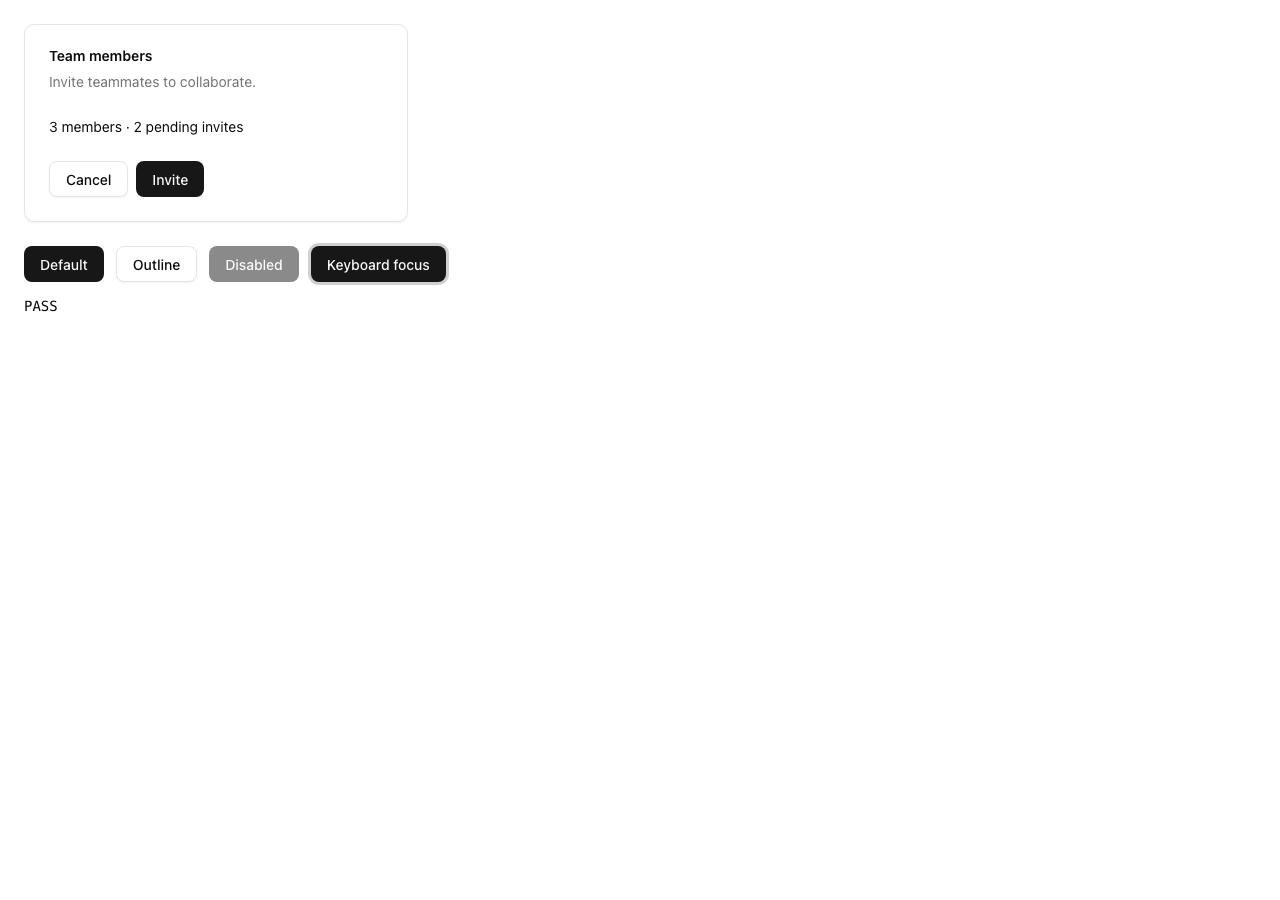 Team members
Invite teammates to collaborate.
3 members · 2 pending invites
Cancel Invite
Default Outline Disabled Keyboard focus
PASS